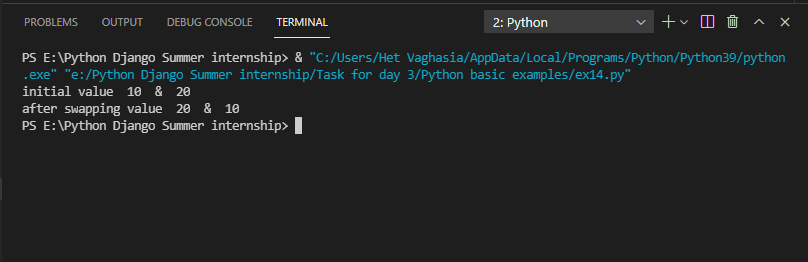 PROBLEMS OUTPUT DEBUG CONSOLE TERMINAL 2: Python
PS E:\Python Django Summer internship> & "C:/Users/Het Vaghasia/AppData/Local/Programs/Python/Python39/python
.exe" "e:/Python Django Summer internship/Task for day 3/Python basic examples/ex14.py"
initial value  10  &  20
after swapping value  20  &  10
PS E:\Python Django Summer internship>